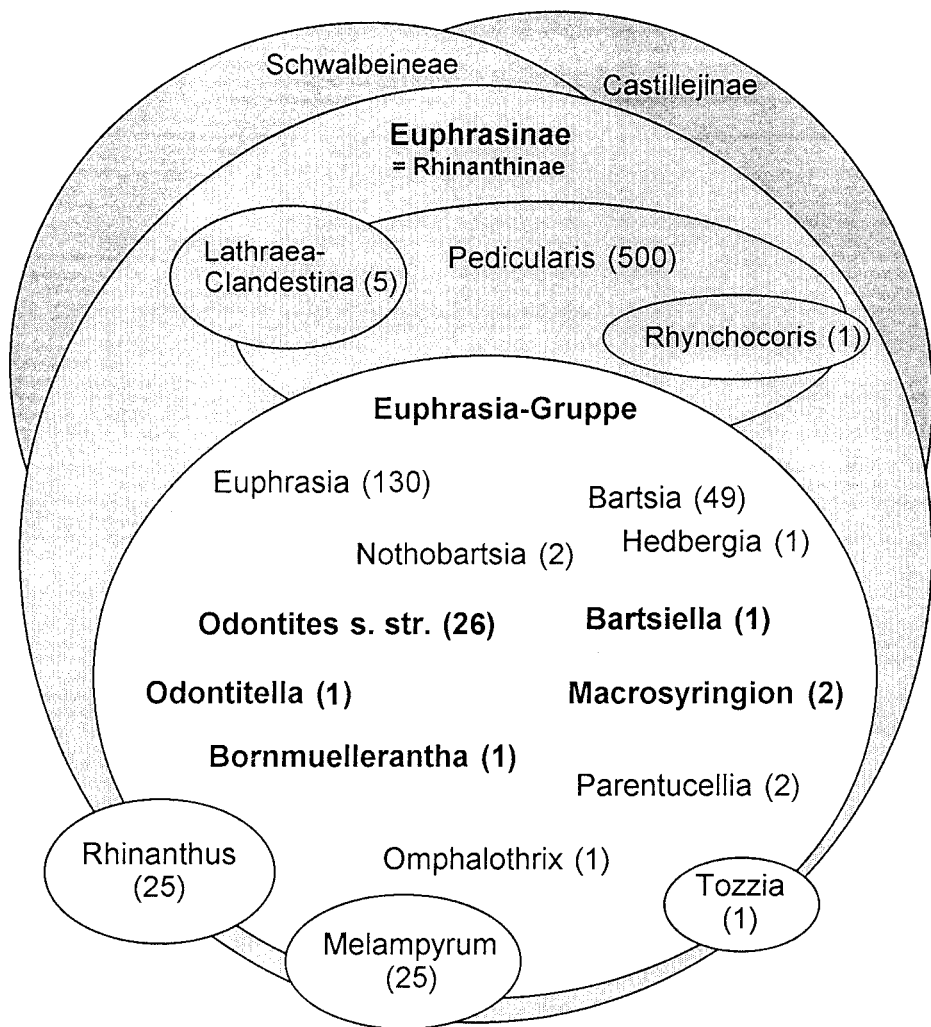 Schwalbeineae
Castillejinae
Euphrasinae
= Rhinanthinae
Lathraea-
Clandestina (5)
Pedicularis (500)
Rhynchocoris (1)
Euphrasia-Gruppe
Euphrasia (130)
Bartsia (49)
Nothobartsia (2)
Hedbergia (1)
Odontites s. str. (26)
Bartsiella (1)
Odontitella (1)
Macrosyringion (2)
Bornmuellerantha (1)
Parentucellia (2)
Rhinanthus
(25)
Omphalothrix (1)
Tozzia
(1)
Melampyrum
(25)